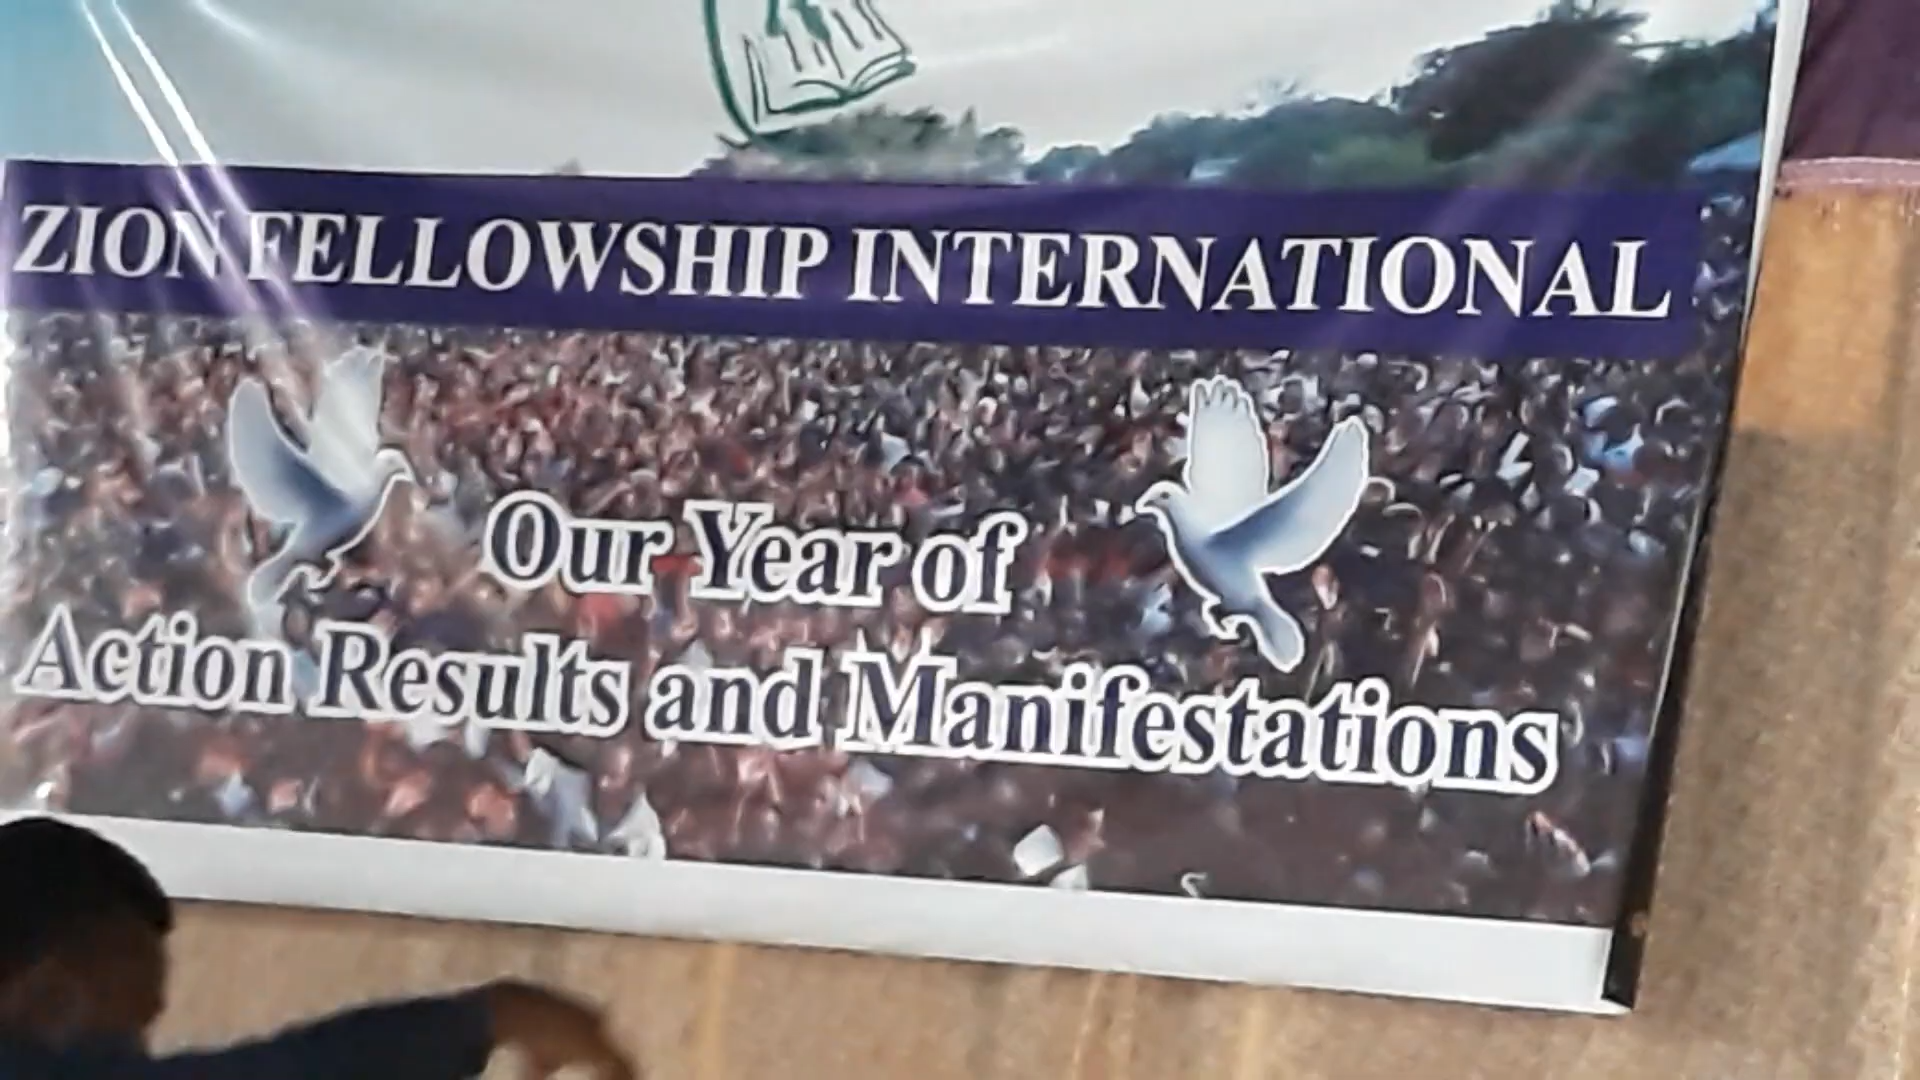 ZION FELLOWSHIP INTERNATIONAL
Our Year of
Action Results and Manifestations